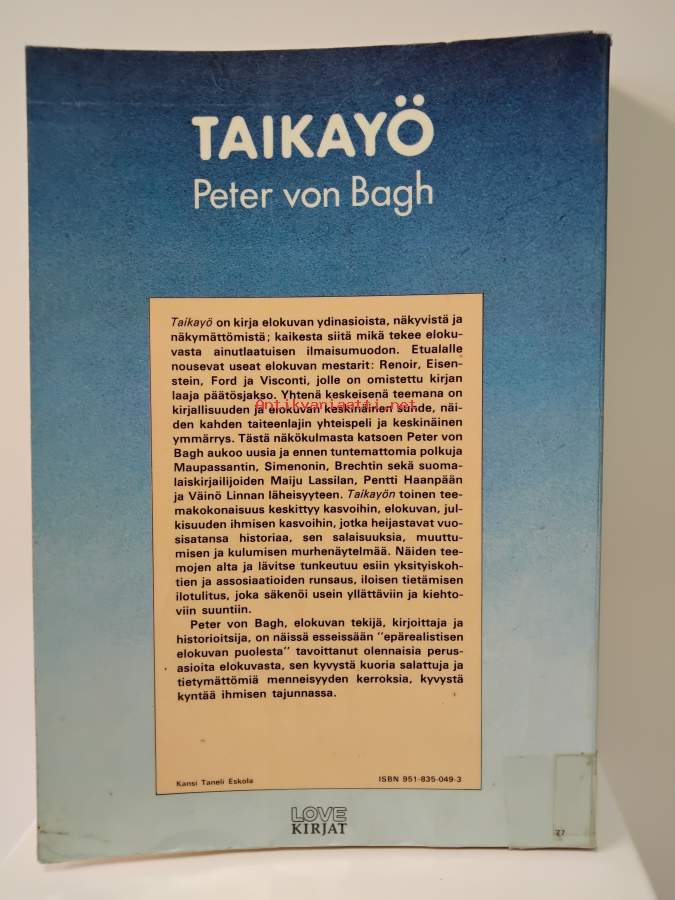 TAIKAYÖ
Peter von Bagh
Taikayö on kirja elokuvan ydinasioista, näkyvistä ja
näkymättömistä; kaikesta siitä mikä tekee eloku-
vasta ainutlaatuisen ilmaisumuodon. Etualalle
nousevat useat elokuvan mestarit: Renoir, Eisen-
stein, Ford ja Visconti, jolle on omistettu kirjan
laaja päätösjakso. Yhtenä keskeisenä teemana on
kirjallisuuden ja elokuvan keskinäinen suhde, näi-
Antikvariaatti.net
den kahden taiteenlajin yhteispeli ja keskinäinen
ymmärrys. Tästä näkökulmasta katsoen Peter von
Bagh aukoo uusia ja ennen tuntemattomia polkuja
Maupassantin, Simenonin, Brechtin sekä suoma-
laiskirjailijoiden Maiju Lassilan, Pentti Haanpään
ja Väinö Linnan läheisyyteen. Taikayön toinen tee-
makokonaisuus keskittyy kasvoihin, elokuvan, jul-
kisuuden ihmisen kasvoihin, jotka heijastavat vuo-
sisatansa historiaa, sen salaisuuksia, muuttu-
misen ja kulumisen murhenäytelmää. Näiden tee-
mojen alta ja lävitse tunkeutuu esiin yksityiskoh-
tien ja assosiaatioiden runsaus, iloisen tietämisen
ilotulitus, joka säkenöi usein yllättäviin ja kiehto-
viin suuntiin.
Peter von Bagh, elokuvan tekijä, kirjoittaja ja
historioitsija, on näissä esseissään "epärealistisen
elokuvan puolesta" tavoittanut olennaisia perus-
asioita elokuvasta, sen kyvystä kuoria salattuja ja
tietymättömiä menneisyyden kerroksia, kyvystä
kyntää ihmisen tajunnassa.
Kansi Taneli Eskola
ISBN 951-835-049-3
LOVE
KIRJAT
77